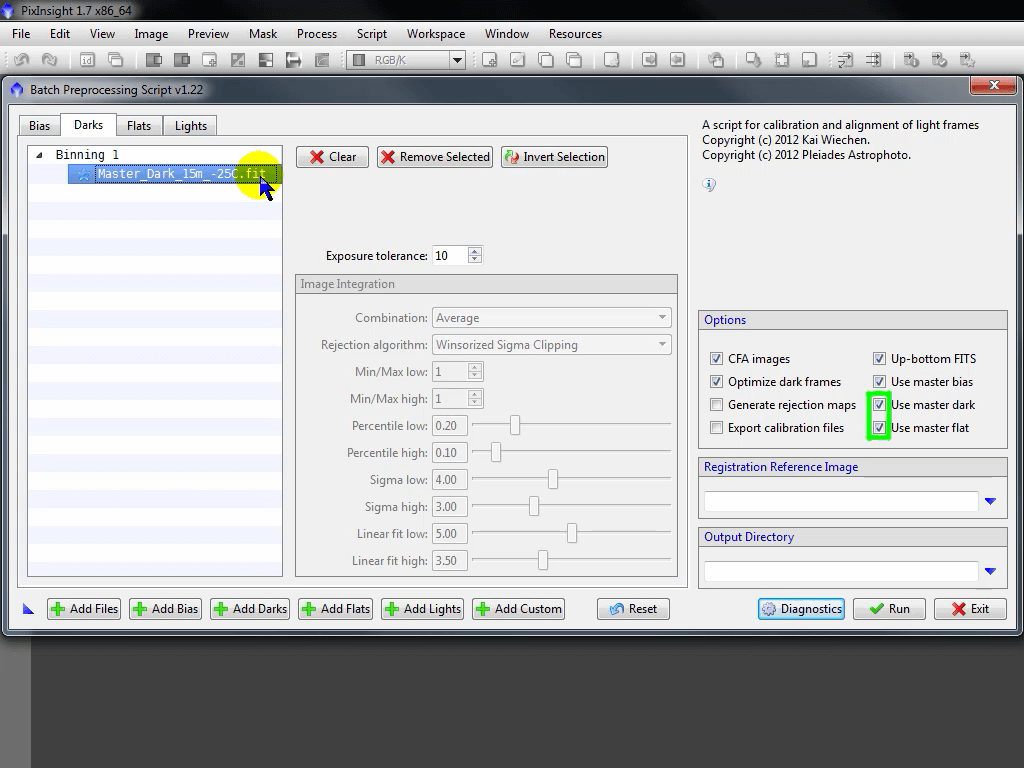 PixInsight 1.7 x86_64
File Edit View Image Preview Mask Process Script Workspace Window Resources
RGB/K
Batch Preprocessing Script v1.22
Bias Darks Flats Lights
Binning 1
Master_Dark_15m_-25C.fit
Clear Remove Selected Invert Selection
Exposure tolerance: 10
Image Integration
Combination: Average
Rejection algorithm: Winsorized Sigma Clipping
Min/Max low: 1
Min/Max high: 1
Percentile low: 0.20
Percentile high: 0.10
Sigma low: 4.00
Sigma high: 3.00
Linear fit low: 5.00
Linear fit high: 3.50
A script for calibration and alignment of light frames
Copyright (c) 2012 Kai Wiechen.
Copyright (c) 2012 Pleiades Astrophoto.
Options
CFA images Up-bottom FITS
Optimize dark frames Use master bias
Generate rejection maps Use master dark
Export calibration files Use master flat
Registration Reference Image
Output Directory
Add Files Add Bias Add Darks Add Flats Add Lights Add Custom Reset Diagnostics Run Exit